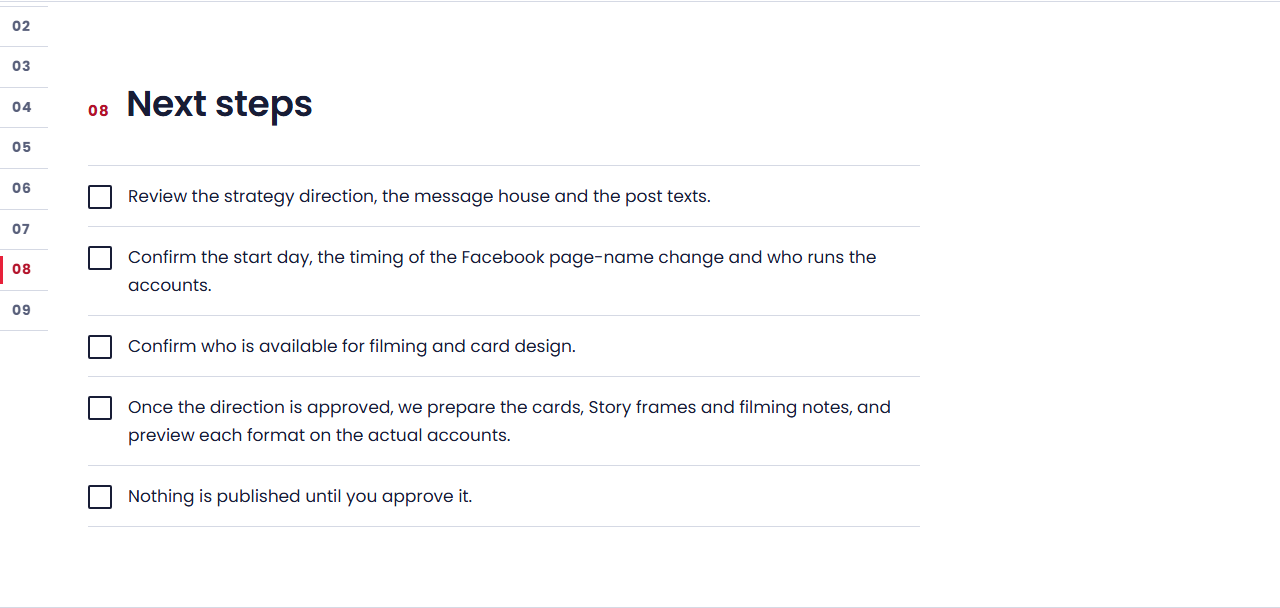 02
03
04
05
06
07
08
09
08 Next steps
Review the strategy direction, the message house and the post texts.
Confirm the start day, the timing of the Facebook page-name change and who runs the
accounts.
Confirm who is available for filming and card design.
Once the direction is approved, we prepare the cards, Story frames and filming notes, and
preview each format on the actual accounts.
Nothing is published until you approve it.